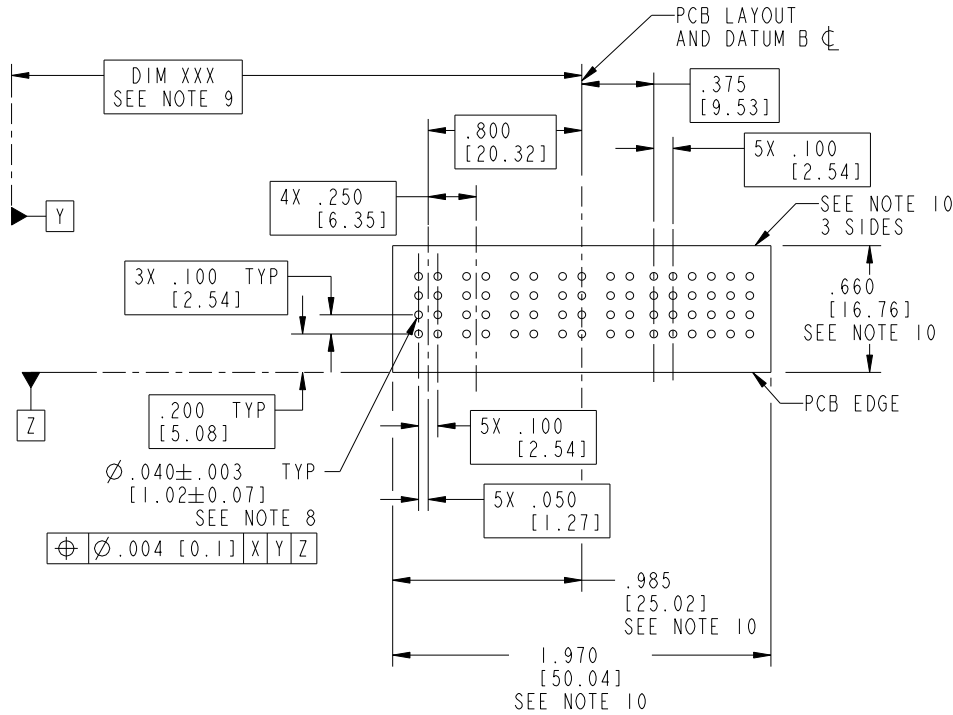 PCB LAYOUT
AND DATUM B ℄
DIM XXX
SEE NOTE 9
.375
[9.53]
.800
[20.32]
5X .100
[2.54]
4X .250
[6.35]
Y
SEE NOTE 10
3 SIDES
3X .100 TYP
[2.54]
.660
[16.76]
SEE NOTE 10
Z
.200 TYP
[5.08]
PCB EDGE
5X .100
[2.54]
Ø.040±.003 TYP
[1.02±0.07]
SEE NOTE 8
5X .050
[1.27]
⌖ Ø.004 [0.1] X Y Z
.985
[25.02]
SEE NOTE 10
1.970
[50.04]
SEE NOTE 10